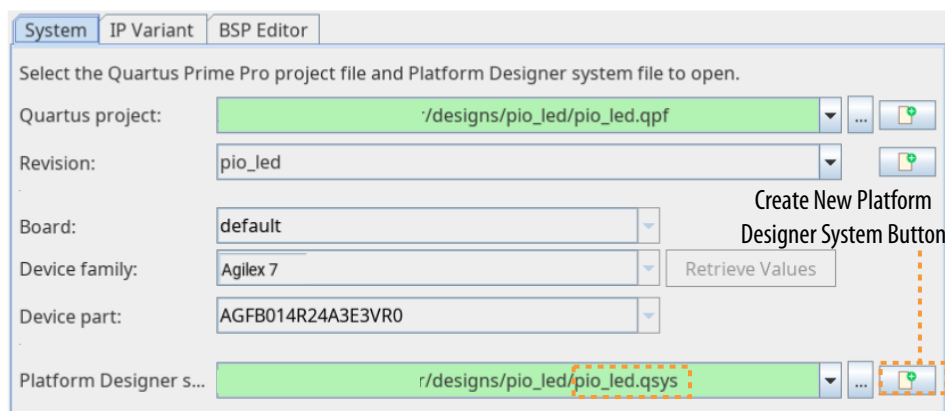 System IP Variant BSP Editor
Select the Quartus Prime Pro project file and Platform Designer system file to open.
Quartus project: r/designs/pio_led/pio_led.qpf ...
Revision: pio_led
Create New Platform
Designer System Button
Board: default
Device family: Agilex 7 Retrieve Values
Device part: AGFB014R24A3E3VR0
Platform Designer s... r/designs/pio_led/pio_led.qsys ...